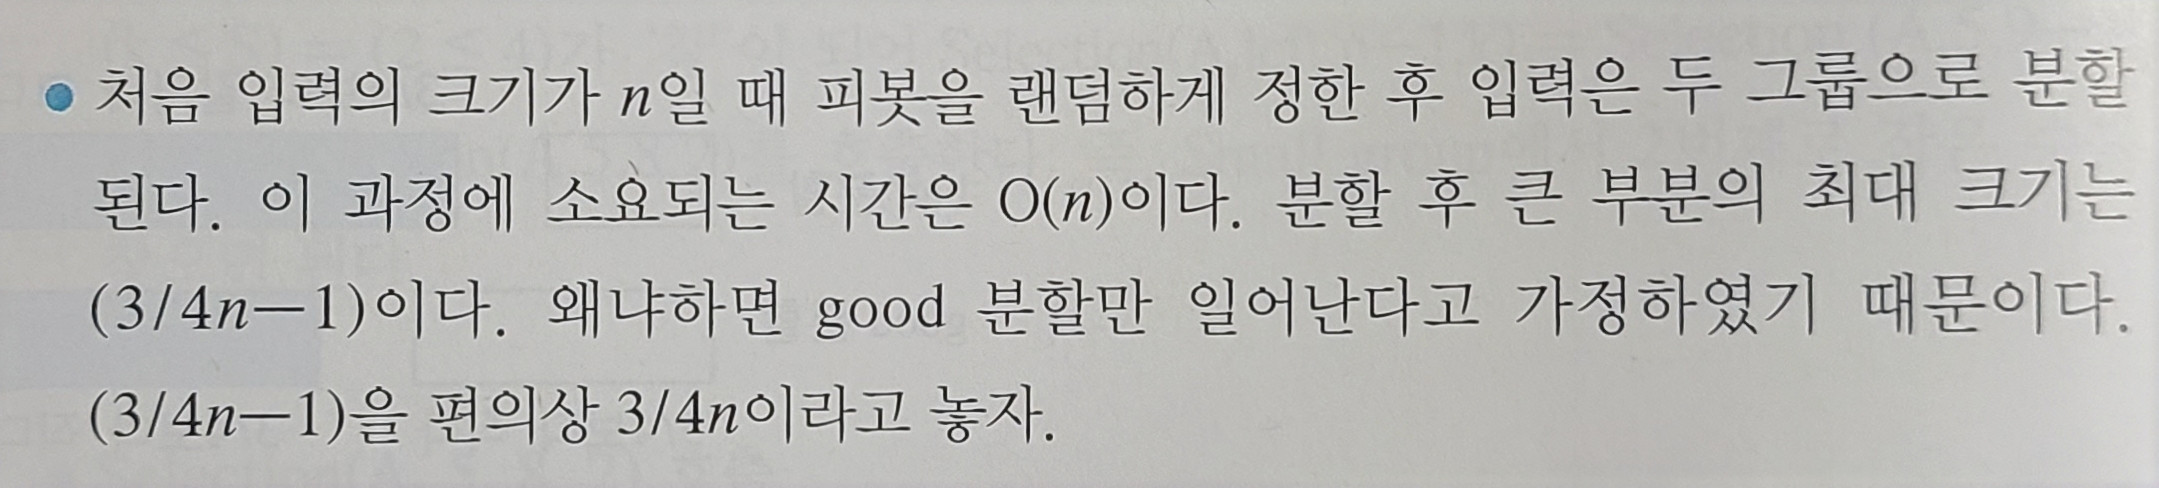 • 처음 입력의 크기가 n일 때 피봇을 랜덤하게 정한 후 입력은 두 그룹으로 분할
된다. 이 과정에 소요되는 시간은 O(n)이다. 분할 후 큰 부분의 최대 크기는
(3/4n－1)이다. 왜냐하면 good 분할만 일어난다고 가정하였기 때문이다.
(3/4n－1)을 편의상 3/4n이라고 놓자.